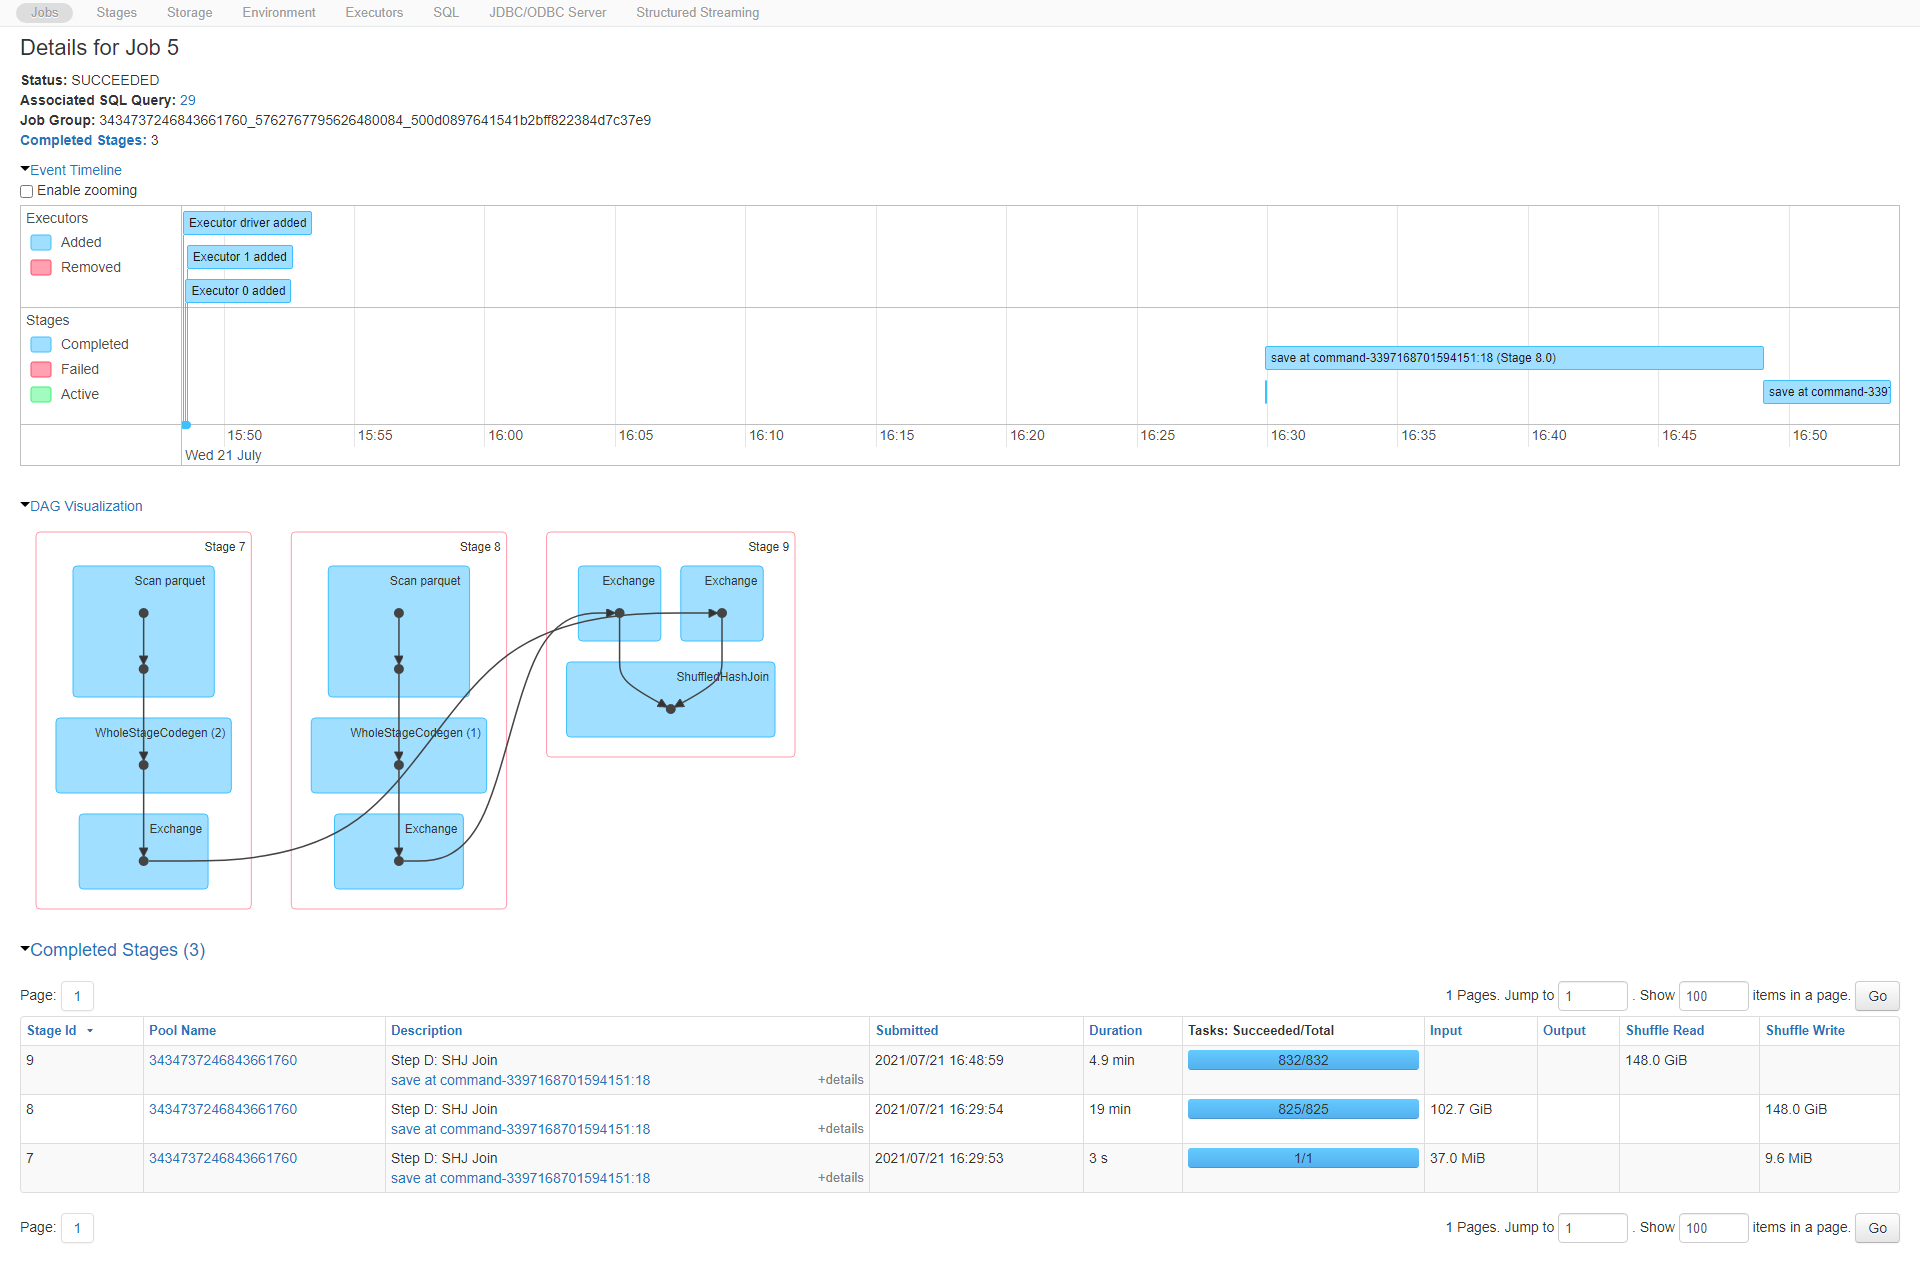 Jobs Stages Storage Environment Executors SQL JDBC/ODBC Server Structured Streaming
Details for Job 5
Status: SUCCEEDED
Associated SQL Query: 29
Job Group: 3434737246843661760_5762767795626480084_500d0897641541b2bff822384d7c37e9
Completed Stages: 3
Event Timeline
Enable zooming
Executors
Added
Removed
Executor driver added
Executor 1 added
Executor 0 added
Stages
Completed
Failed
Active
save at command-3397168701594151:18 (Stage 8.0)
save at command-339
15:50 15:55 16:00 16:05 16:10 16:15 16:20 16:25 16:30 16:35 16:40 16:45 16:50
Wed 21 July
DAG Visualization
Stage 7
Scan parquet
WholeStageCodegen (2)
Exchange
Stage 8
Scan parquet
WholeStageCodegen (1)
Exchange
Stage 9
Exchange Exchange
ShuffledHashJoin
Completed Stages (3)
Page: 1 1 Pages. Jump to 1 . Show 100 items in a page. Go
Stage Id Pool Name Description Submitted Duration Tasks: Succeeded/Total Input Output Shuffle Read Shuffle Write
9 3434737246843661760 Step D: SHJ Join 2021/07/21 16:48:59 4.9 min 832/832 148.0 GiB
save at command-3397168701594151:18 +details
8 3434737246843661760 Step D: SHJ Join 2021/07/21 16:29:54 19 min 825/825 102.7 GiB 148.0 GiB
save at command-3397168701594151:18 +details
7 3434737246843661760 Step D: SHJ Join 2021/07/21 16:29:53 3 s 1/1 37.0 MiB 9.6 MiB
save at command-3397168701594151:18 +details
Page: 1 1 Pages. Jump to 1 . Show 100 items in a page. Go